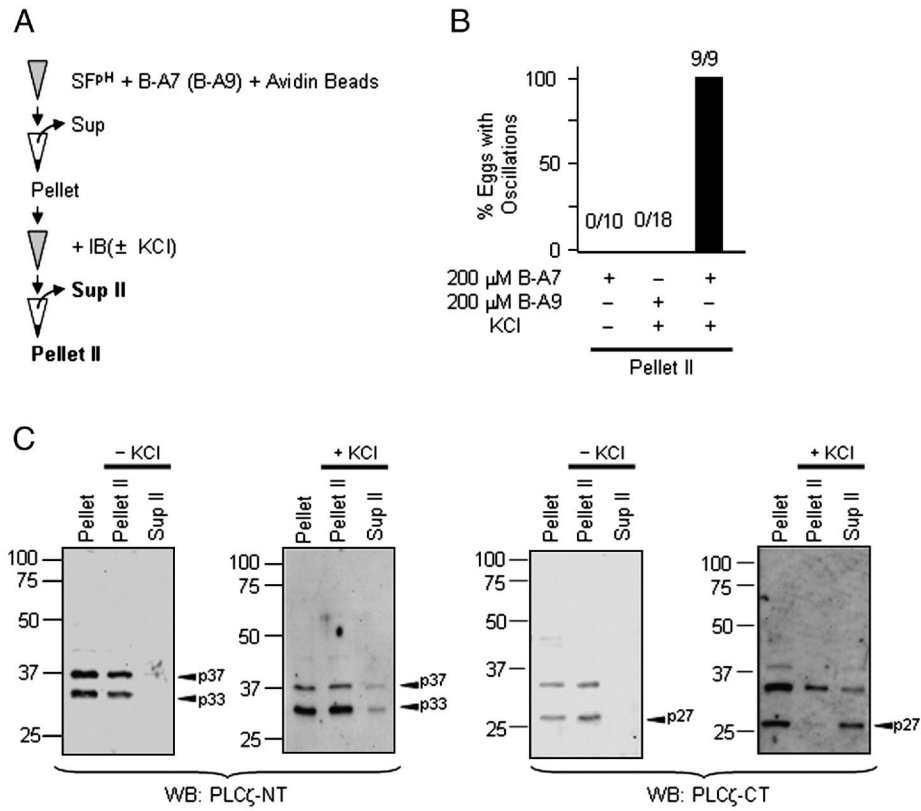 A
SFpH + B-A7 (B-A9) + Avidin Beads
Sup
Pellet
+ IB(± KCl)
Sup II
Pellet II
B
% Eggs with Oscillations
100
50
0
0/10 0/18 9/9
200 µM B-A7 + – +
200 µM B-A9 – + –
KCl – + +
Pellet II
C
– KCl
Pellet Pellet II Sup II
100
75
50
37
25
p37
p33
+ KCl
Pellet Pellet II Sup II
100
75
50
37
25
p37
p33
WB: PLCζ-NT
– KCl
Pellet Pellet II Sup II
100
75
50
37
25
p27
+ KCl
Pellet Pellet II Sup II
100
75
50
37
25
p27
WB: PLCζ-CT